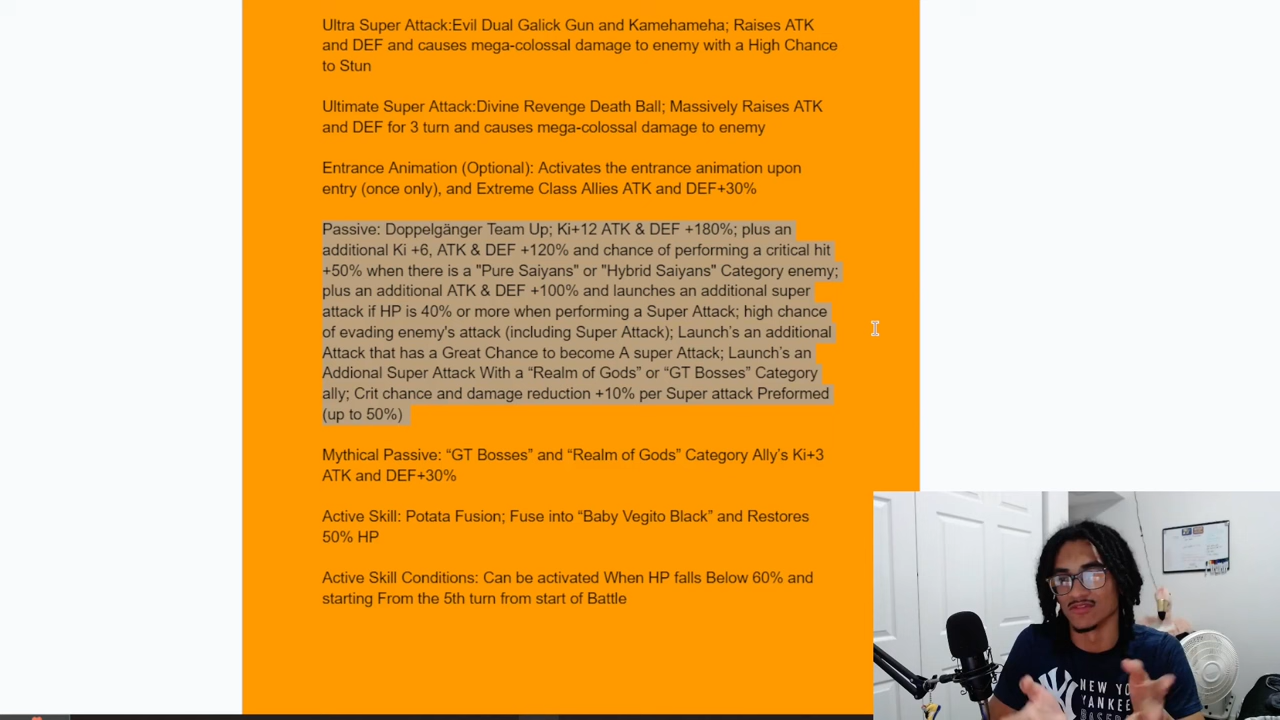 Ultra Super Attack:Evil Dual Galick Gun and Kamehameha; Raises ATK
and DEF and causes mega-colossal damage to enemy with a High Chance
to Stun
Ultimate Super Attack:Divine Revenge Death Ball; Massively Raises ATK
and DEF for 3 turn and causes mega-colossal damage to enemy
Entrance Animation (Optional): Activates the entrance animation upon
entry (once only), and Extreme Class Allies ATK and DEF+30%
Passive: Doppelgänger Team Up; Ki+12 ATK & DEF +180%; plus an
additional Ki +6, ATK & DEF +120% and chance of performing a critical hit
+50% when there is a "Pure Saiyans" or "Hybrid Saiyans" Category enemy;
plus an additional ATK & DEF +100% and launches an additional super
attack if HP is 40% or more when performing a Super Attack; high chance
of evading enemy's attack (including Super Attack); Launch's an additional
Attack that has a Great Chance to become A super Attack; Launch's an
Addional Super Attack With a “Realm of Gods” or “GT Bosses” Category
ally; Crit chance and damage reduction +10% per Super attack Preformed
(up to 50%)
Mythical Passive: “GT Bosses” and “Realm of Gods” Category Ally's Ki+3
ATK and DEF+30%
Active Skill: Potata Fusion; Fuse into “Baby Vegito Black” and Restores
50% HP
Active Skill Conditions: Can be activated When HP falls Below 60% and
starting From the 5th turn from start of Battle
NEW YO
YANKEE